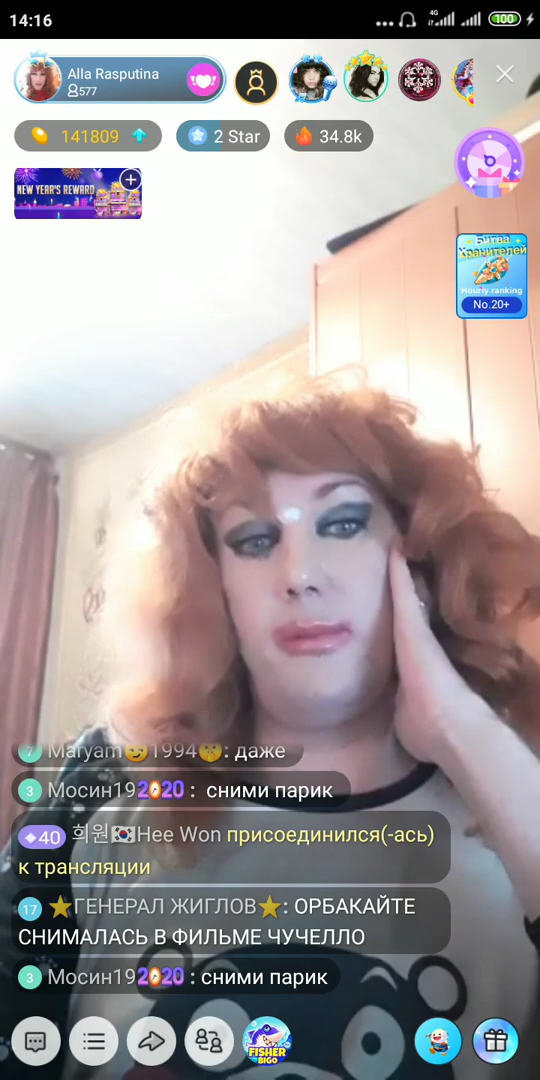 14:16
4G
100
Alla Rasputina
577
141809
2 Star
34.8k
NEW YEAR'S REWARD
Битва
Хранителей
Hourly ranking
No.20+
7 Maryam😏1994🤫: даже
3 Мосин192020 : сними парик
40 희원🇰🇷Hee Won присоединился(-ась)
к трансляции
17 ⭐ГЕНЕРАЛ ЖИГЛОВ⭐: ОРБАКАЙТЕ
СНИМАЛАСЬ В ФИЛЬМЕ ЧУЧЕЛЛО
3 Мосин192020 : сними парик
FISHER
BIGO